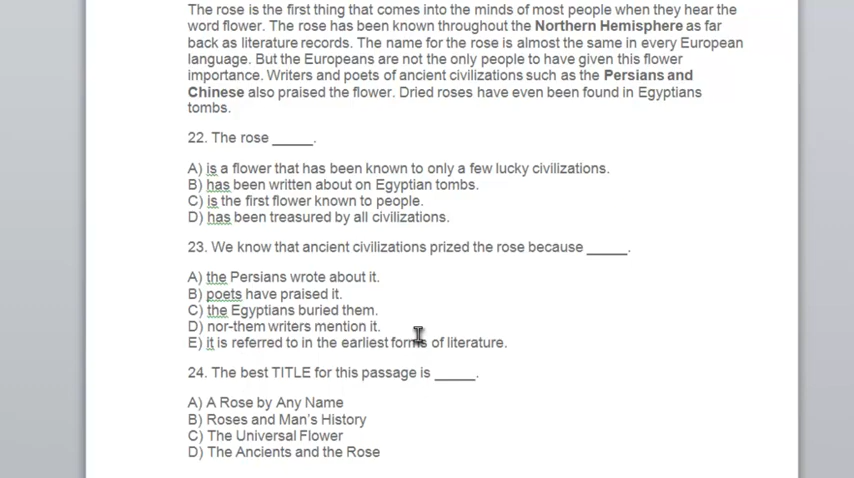 The rose is the first thing that comes into the minds of most people when they hear the
word flower. The rose has been known throughout the Northern Hemisphere as far
back as literature records. The name for the rose is almost the same in every European
language. But the Europeans are not the only people to have given this flower
importance. Writers and poets of ancient civilizations such as the Persians and
Chinese also praised the flower. Dried roses have even been found in Egyptians
tombs.
22. The rose _____.
A) is a flower that has been known to only a few lucky civilizations.
B) has been written about on Egyptian tombs.
C) is the first flower known to people.
D) has been treasured by all civilizations.
23. We know that ancient civilizations prized the rose because _____.
A) the Persians wrote about it.
B) poets have praised it.
C) the Egyptians buried them.
D) nor-them writers mention it.
E) it is referred to in the earliest forms of literature.
24. The best TITLE for this passage is _____.
A) A Rose by Any Name
B) Roses and Man's History
C) The Universal Flower
D) The Ancients and the Rose